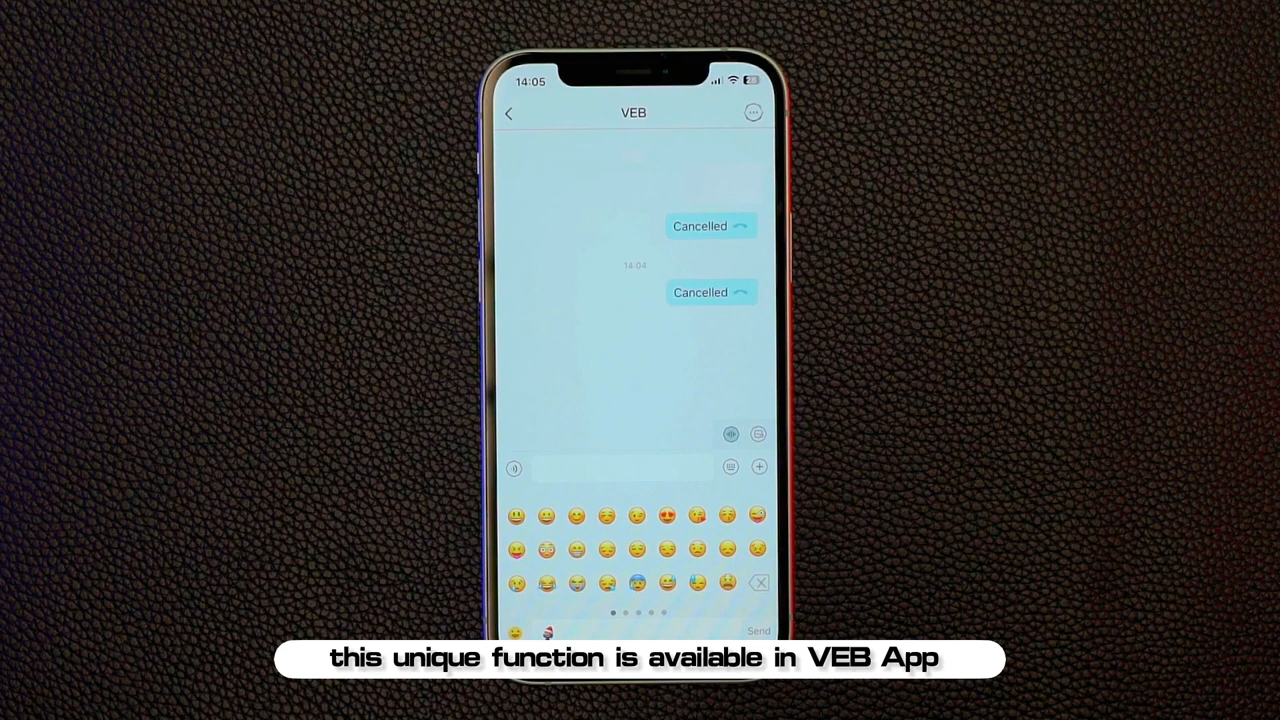 14:05
VEB
Cancelled
14:04
Cancelled
Send
this unique function is available in VEB App